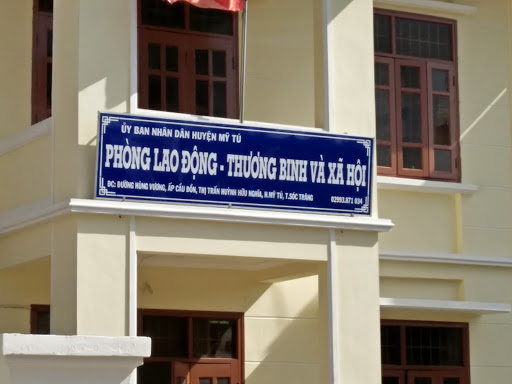 ỦY BAN NHÂN DÂN HUYỆN MỸ TÚ
PHÒNG LAO ĐỘNG - THƯƠNG BINH VÀ XÃ HỘI
ĐC: ĐƯỜNG HÙNG VƯƠNG, ẤP CẦU ĐỒN, THỊ TRẤN HUỲNH HỮU NGHĨA, H.MỸ TÚ, T.SÓC TRĂNG 02993.871 034